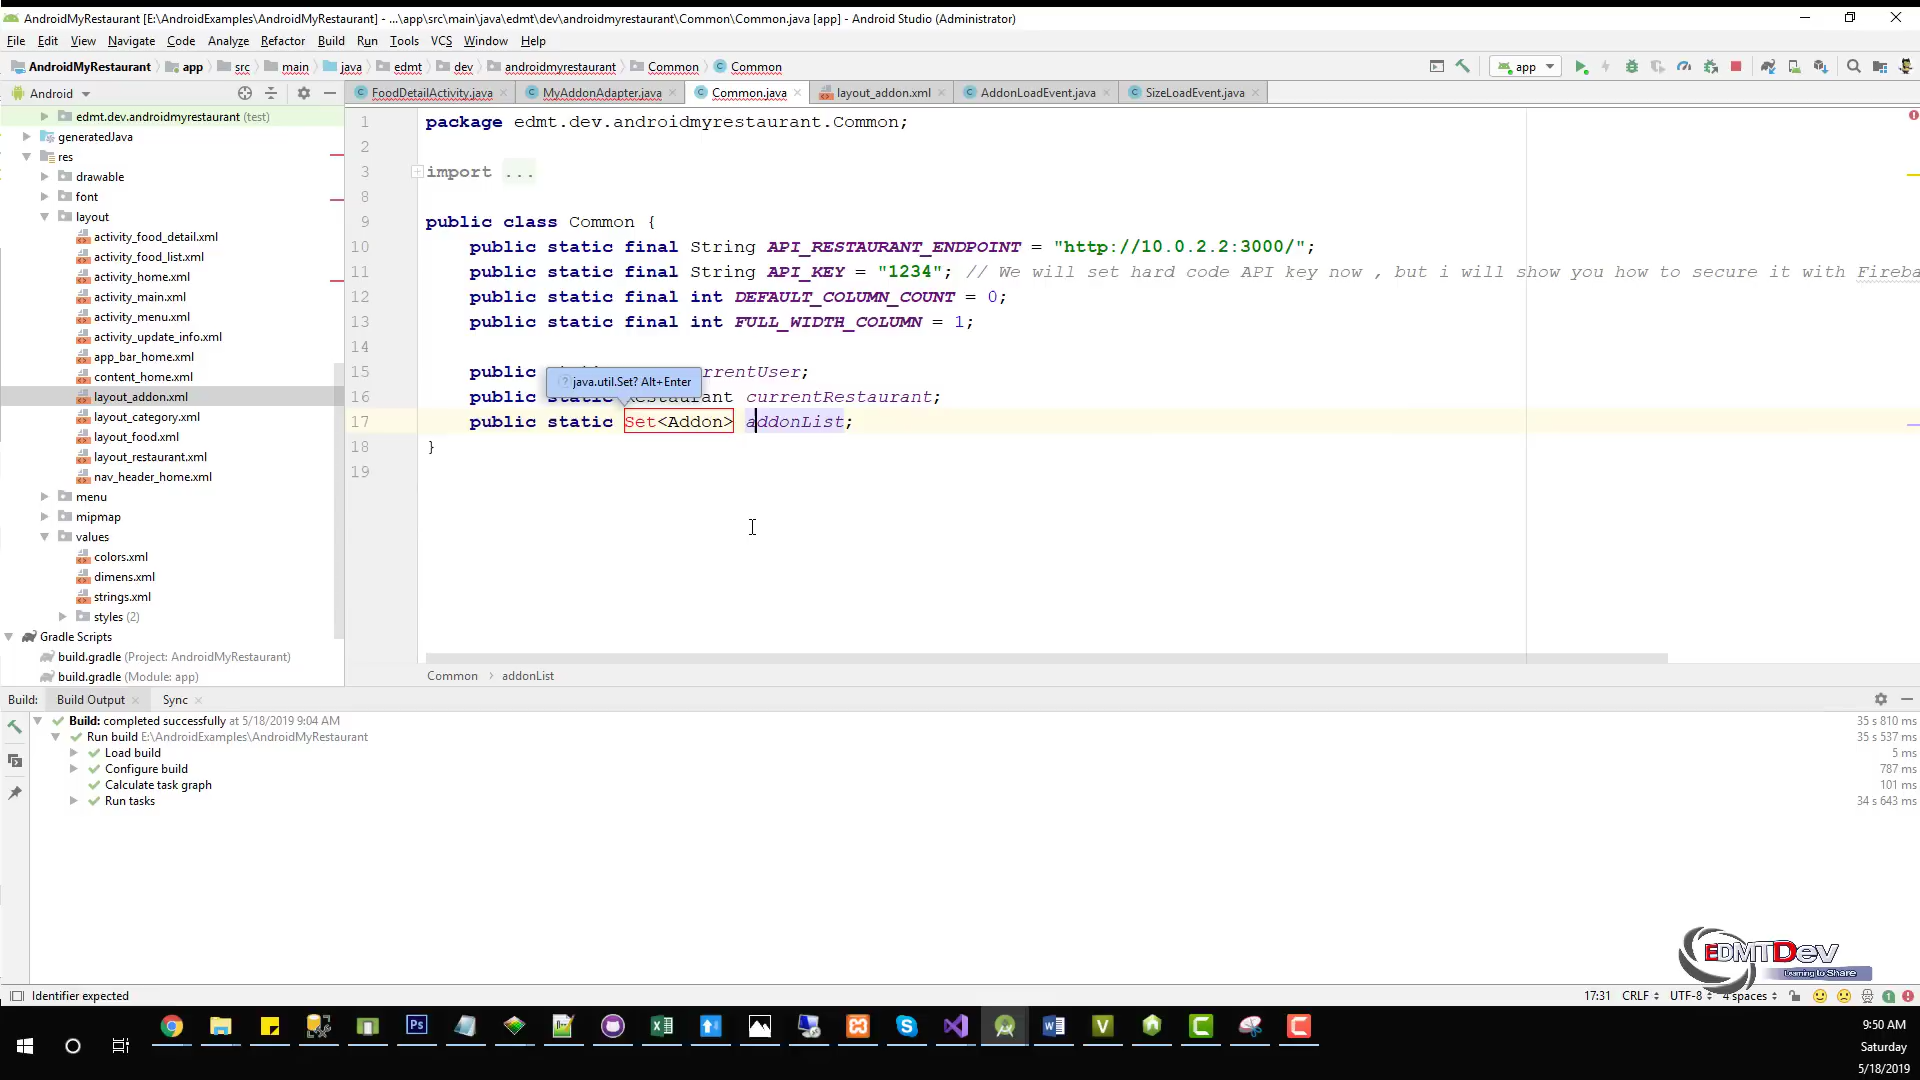 AndroidMyRestaurant [E:\AndroidExamples\AndroidMyRestaurant] - ...\app\src\main\java\edmt\dev\androidmyrestaurant\Common\Common.java [app] - Android Studio (Administrator)
File Edit View Navigate Code Analyze Refactor Build Run Tools VCS Window Help
AndroidMyRestaurant app src main java edmt dev androidmyrestaurant Common Common app
Android FoodDetailActivity.java MyAddonAdapter.java Common.java layout_addon.xml AddonLoadEvent.java SizeLoadEvent.java
edmt.dev.androidmyrestaurant (test)
generatedJava
res
drawable
font
layout
activity_food_detail.xml
activity_food_list.xml
activity_home.xml
activity_main.xml
activity_menu.xml
activity_update_info.xml
app_bar_home.xml
content_home.xml
layout_addon.xml
layout_category.xml
layout_food.xml
layout_restaurant.xml
nav_header_home.xml
menu
mipmap
values
colors.xml
dimens.xml
strings.xml
styles (2)
Gradle Scripts
build.gradle (Project: AndroidMyRestaurant)
build.gradle (Module: app)
1 package edmt.dev.androidmyrestaurant.Common;
2
3 import ...
8
9 public class Common {
10 public static final String API_RESTAURANT_ENDPOINT = "http://10.0.2.2:3000/";
11 public static final String API_KEY = "1234"; // We will set hard code API key now , but i will show you how to secure it with Fireba
12 public static final int DEFAULT_COLUMN_COUNT = 0;
13 public static final int FULL_WIDTH_COLUMN = 1;
14
15 public rrentUser;
java.util.Set? Alt+Enter
16 public static Restaurant currentRestaurant;
17 public static Set<Addon> addonList;
18 }
19
Common › addonList
Build: Build Output Sync
Build: completed successfully at 5/18/2019 9:04 AM 35 s 810 ms
Run build E:\AndroidExamples\AndroidMyRestaurant 35 s 537 ms
Load build 5 ms
Configure build 787 ms
Calculate task graph 101 ms
Run tasks 34 s 643 ms
EDMTDev
Learning to Share
Identifier expected 17:31 CRLF UTF-8 4 spaces 1
9:50 AM
Saturday
5/18/2019